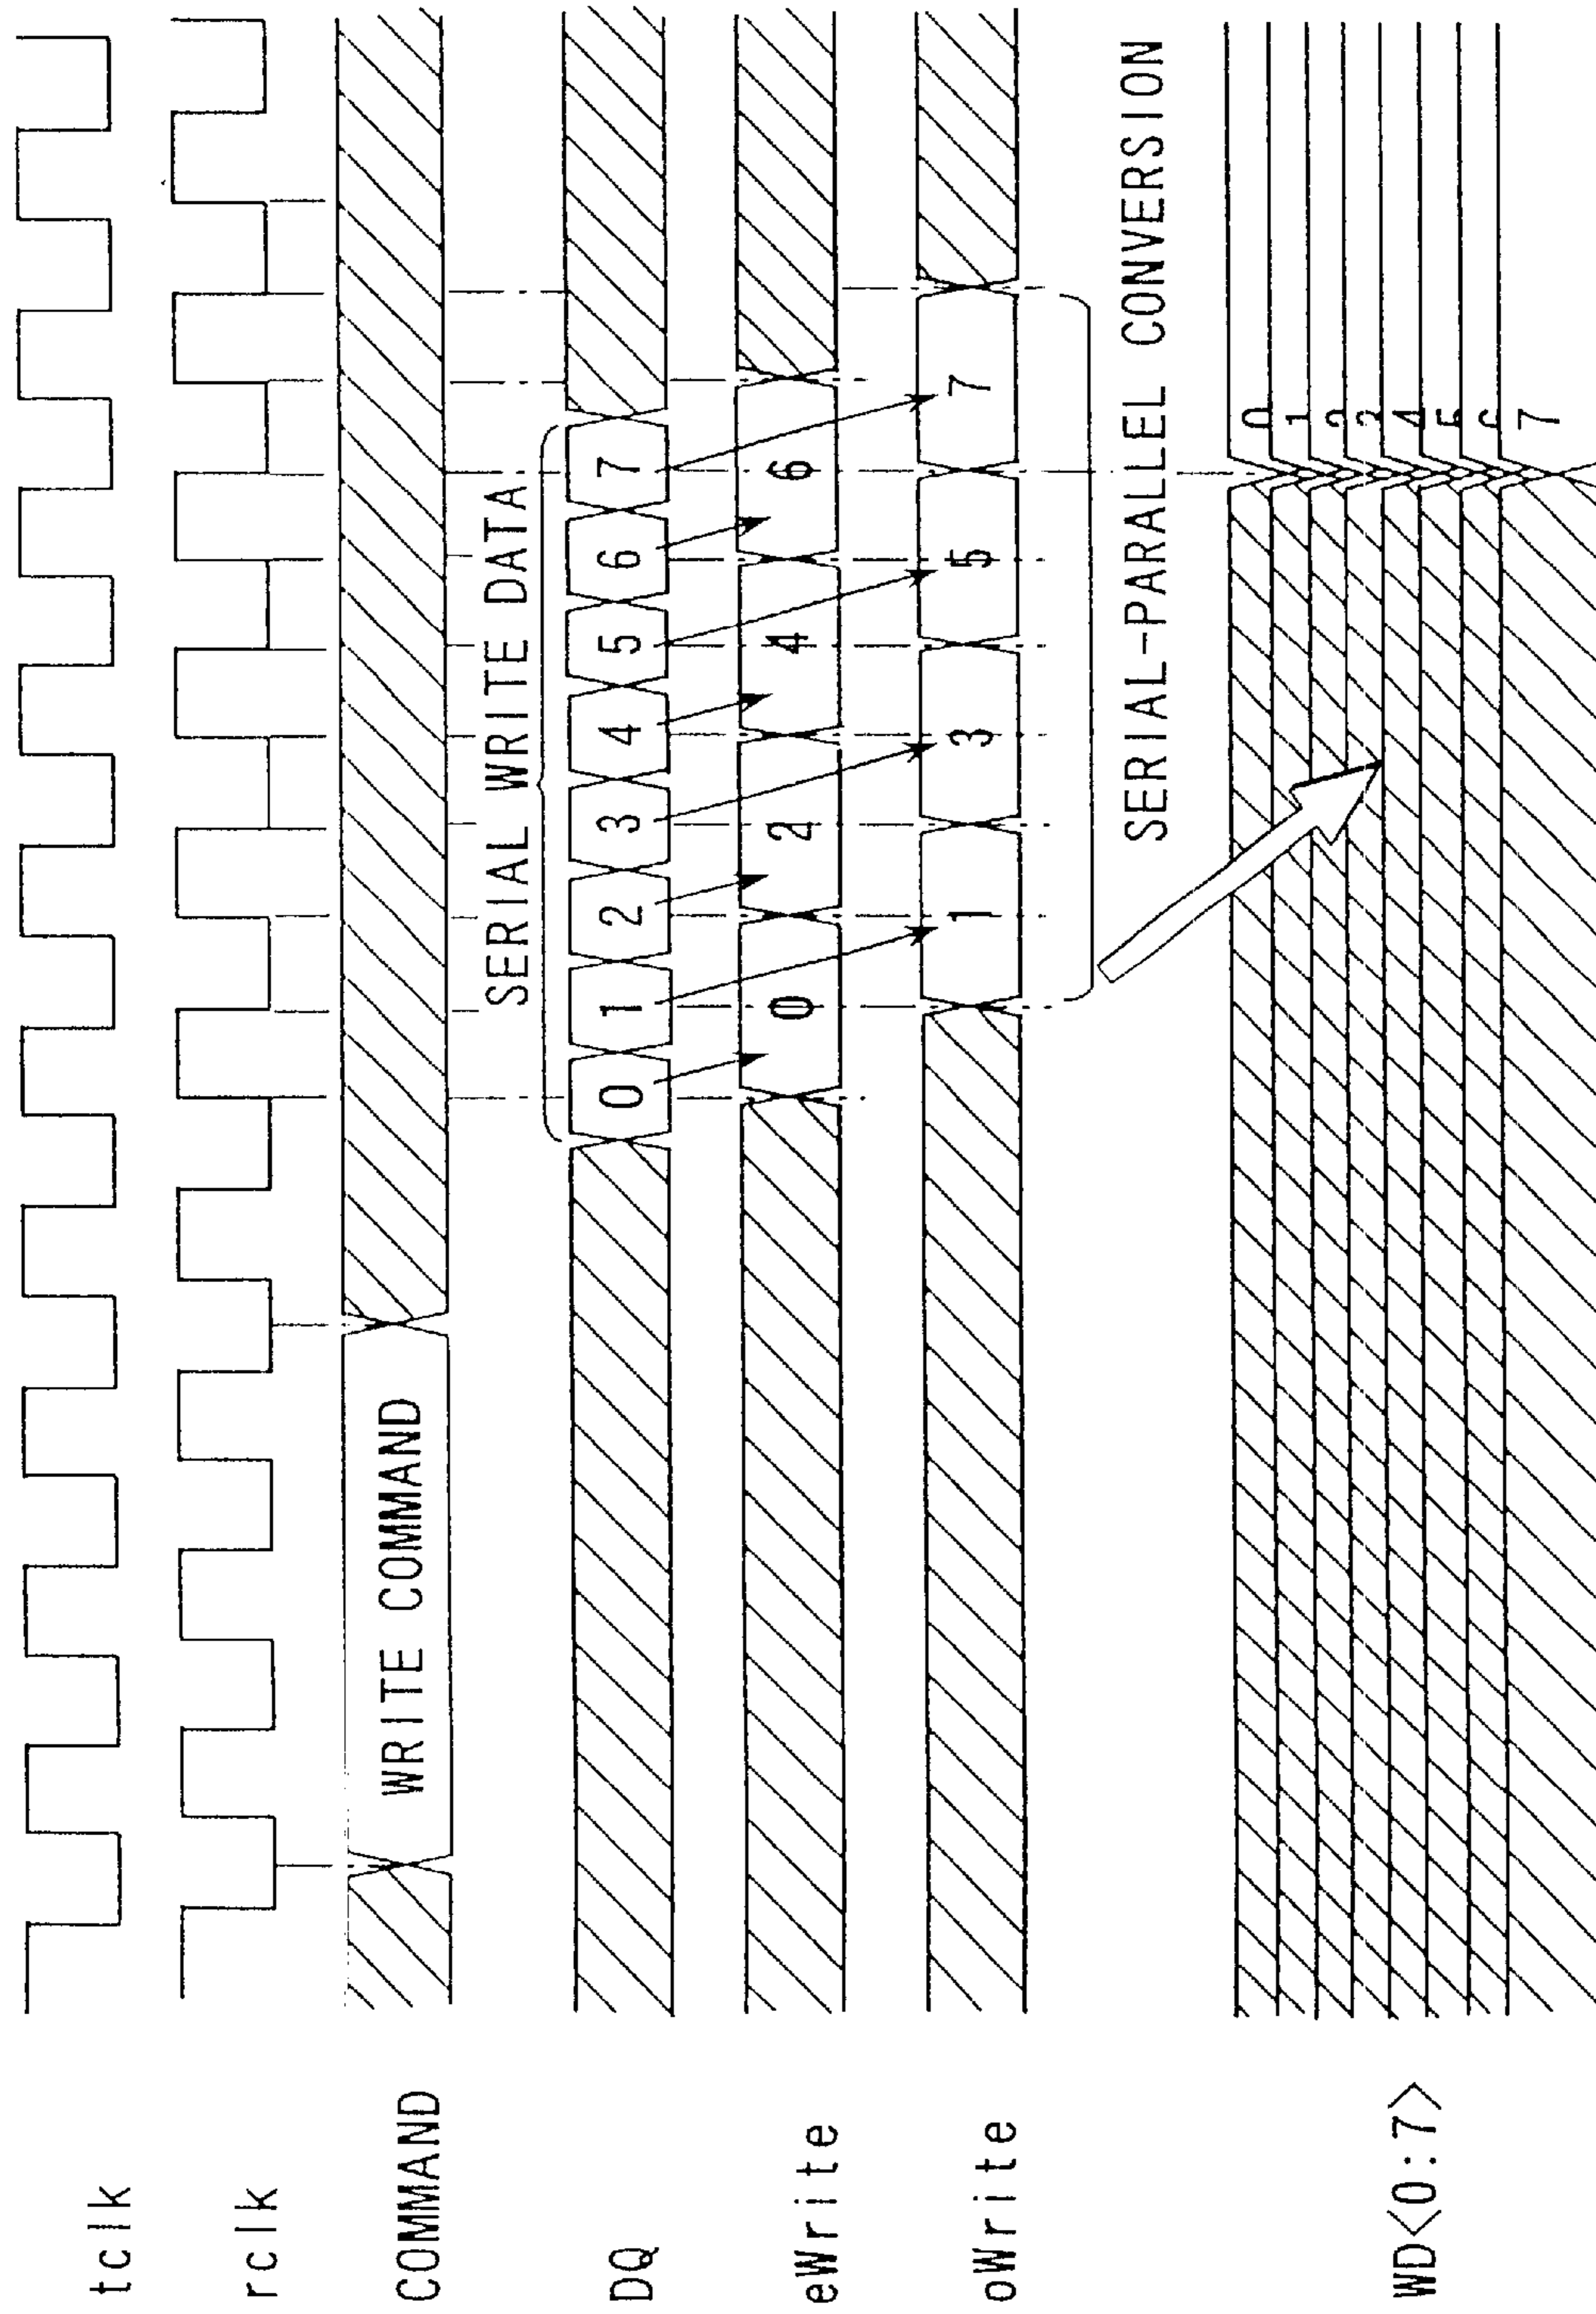 tclk
rclk
COMMAND
WRITE COMMAND
SERIAL WRITE DATA
DQ
0 1 2 3 4 5 6 7
eWrite
0 2 4 6
oWrite
1 3 5 7
SERIAL-PARALLEL CONVERSION
WD<0:7>
0
1
2
3
4
5
6
7